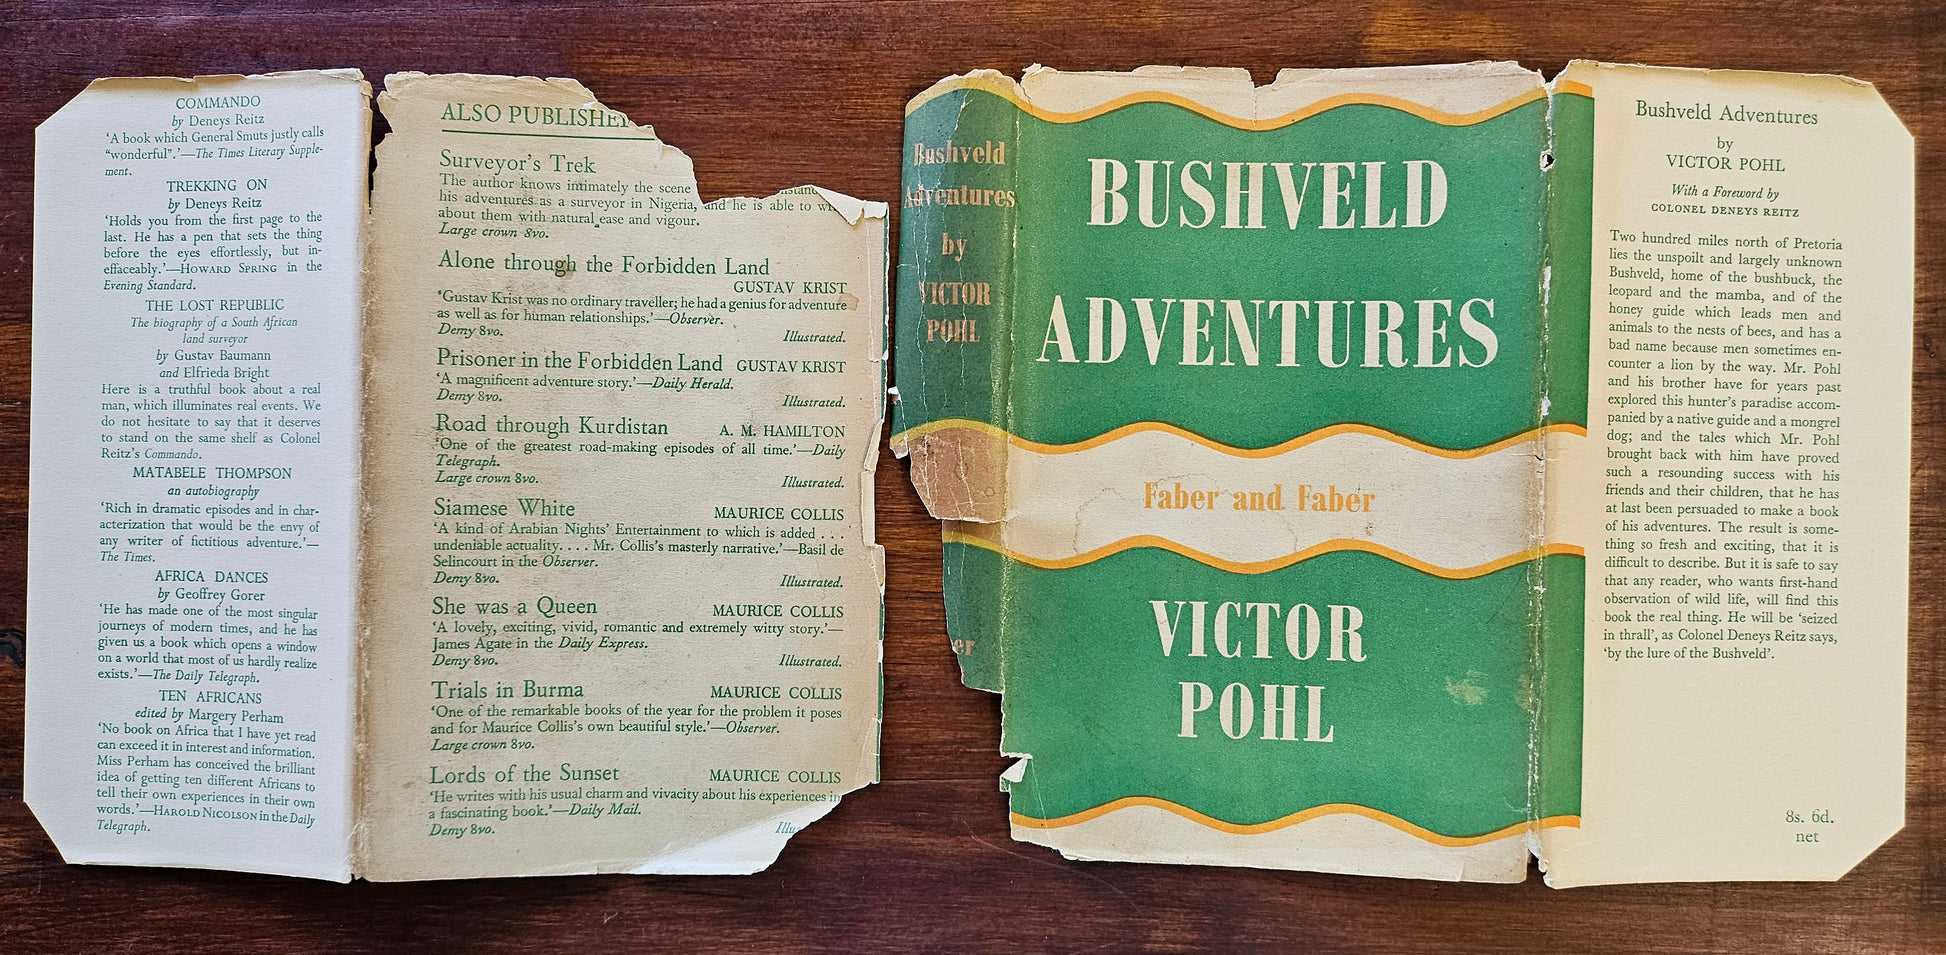 COMMANDO
by Deneys Reitz
'A book which General Smuts justly calls
"wonderful".'—The Times Literary Supple-
ment.
TREKKING ON
by Deneys Reitz
'Holds you from the first page to the
last. He has a pen that sets the thing
before the eyes effortlessly, but in-
effaceably.'—HOWARD SPRING in the
Evening Standard.
THE LOST REPUBLIC
The biography of a South African
land surveyor
by Gustav Baumann
and Elfrieda Bright
Here is a truthful book about a real
man, which illuminates real events. We
do not hesitate to say that it deserves
to stand on the same shelf as Colonel
Reitz's Commando.
MATABELE THOMPSON
an autobiography
'Rich in dramatic episodes and in char-
acterization that would be the envy of
any writer of fictitious adventure.'—
The Times.
AFRICA DANCES
by Geoffrey Gorer
'He has made one of the most singular
journeys of modern times, and he has
given us a book which opens a window
on a world that most of us hardly realize
exists.'—The Daily Telegraph.
TEN AFRICANS
edited by Margery Perham
'No book on Africa that I have yet read
can exceed it in interest and information.
Miss Perham has conceived the brilliant
idea of getting ten different Africans to
tell their own experiences in their own
words.'—HAROLD NICOLSON in the Daily
Telegraph.
ALSO PUBLISHE
Surveyor's Trek
The author knows intimately the scene
his adventures as a surveyor in Nigeria, and he is able to
about them with natural ease and vigour.
Large crown 8vo.
Alone through the Forbidden Land
GUSTAV KRIST
'Gustav Krist was no ordinary traveller; he had a genius for adventure
as well as for human relationships.'—Observer.
Demy 8vo. Illustrated.
Prisoner in the Forbidden Land GUSTAV KRIST
'A magnificent adventure story.'—Daily Herald.
Demy 8vo. Illustrated.
Road through Kurdistan A. M. HAMILTON
'One of the greatest road-making episodes of all time.'—Daily
Telegraph.
Large crown 8vo. Illustrated.
Siamese White MAURICE COLLIS
'A kind of Arabian Nights' Entertainment to which is added . . .
undeniable actuality. . . . Mr. Collis's masterly narrative.'—Basil de
Selincourt in the Observer.
Demy 8vo. Illustrated.
She was a Queen MAURICE COLLIS
'A lovely, exciting, vivid, romantic and extremely witty story.'—
James Agate in the Daily Express.
Demy 8vo. Illustrated.
Trials in Burma MAURICE COLLIS
'One of the remarkable books of the year for the problem it poses
and for Maurice Collis's own beautiful style.'—Observer.
Large crown 8vo.
Lords of the Sunset MAURICE COLLIS
'He writes with his usual charm and vivacity about his experiences in
a fascinating book.'—Daily Mail.
Demy 8vo. Illu
Bushveld
Adventures
by
VICTOR
POHL
er
BUSHVELD
ADVENTURES
Faber and Faber
VICTOR
POHL
Bushveld Adventures
by
VICTOR POHL
With a Foreword by
COLONEL DENEYS REITZ
Two hundred miles north of Pretoria
lies the unspoilt and largely unknown
Bushveld, home of the bushbuck, the
leopard and the mamba, and of the
honey guide which leads men and
animals to the nests of bees, and has a
bad name because men sometimes en-
counter a lion by the way. Mr. Pohl
and his brother have for years past
explored this hunter's paradise accom-
panied by a native guide and a mongrel
dog; and the tales which Mr. Pohl
brought back with him have proved
such a resounding success with his
friends and their children, that he has
at last been persuaded to make a book
of his adventures. The result is some-
thing so fresh and exciting, that it is
difficult to describe. But it is safe to say
that any reader, who wants first-hand
observation of wild life, will find this
book the real thing. He will be 'seized
in thrall', as Colonel Deneys Reitz says,
'by the lure of the Bushveld'.
8s. 6d.
net